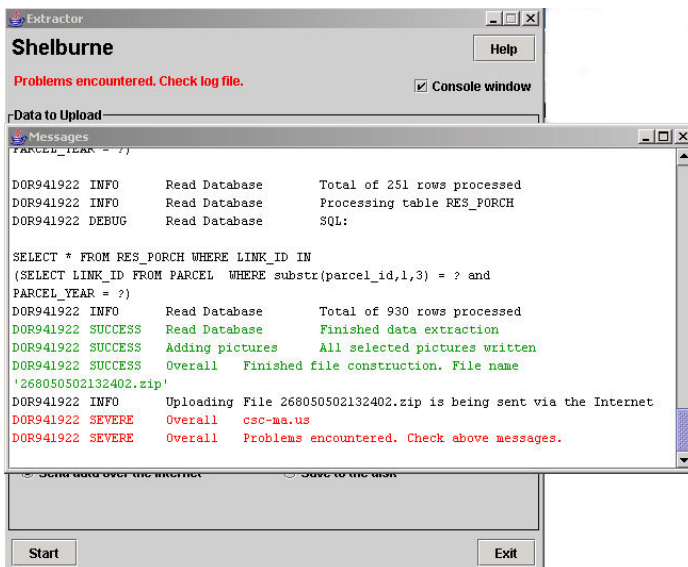 Extractor
Shelburne
Help
Problems encountered. Check log file.
Console window
Data to Upload
Messages
PARCEL_YEAR = ?)
DOR941922 INFO Read Database Total of 251 rows processed
DOR941922 INFO Read Database Processing table RES_PORCH
DOR941922 DEBUG Read Database SQL:
SELECT * FROM RES_PORCH WHERE LINK_ID IN
(SELECT LINK_ID FROM PARCEL WHERE substr(parcel_id,1,3) = ? and
PARCEL_YEAR = ?)
DOR941922 INFO Read Database Total of 930 rows processed
DOR941922 SUCCESS Read Database Finished data extraction
DOR941922 SUCCESS Adding pictures All selected pictures written
DOR941922 SUCCESS Overall Finished file construction. File name
'268050502132402.zip'
DOR941922 INFO Uploading File 268050502132402.zip is being sent via the Internet
DOR941922 SEVERE Overall csc-ma.us
DOR941922 SEVERE Overall Problems encountered. Check above messages.
Send data over the Internet Save to the disk
Start Exit